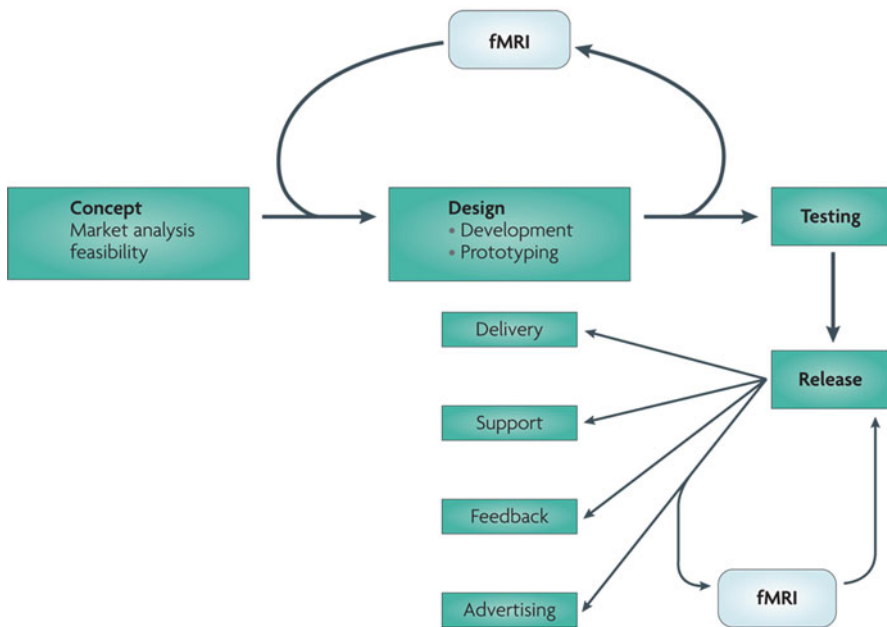 fMRI
Concept
Market analysis
feasibility
Design
• Development
• Prototyping
Testing
Delivery
Release
Support
Feedback
fMRI
Advertising